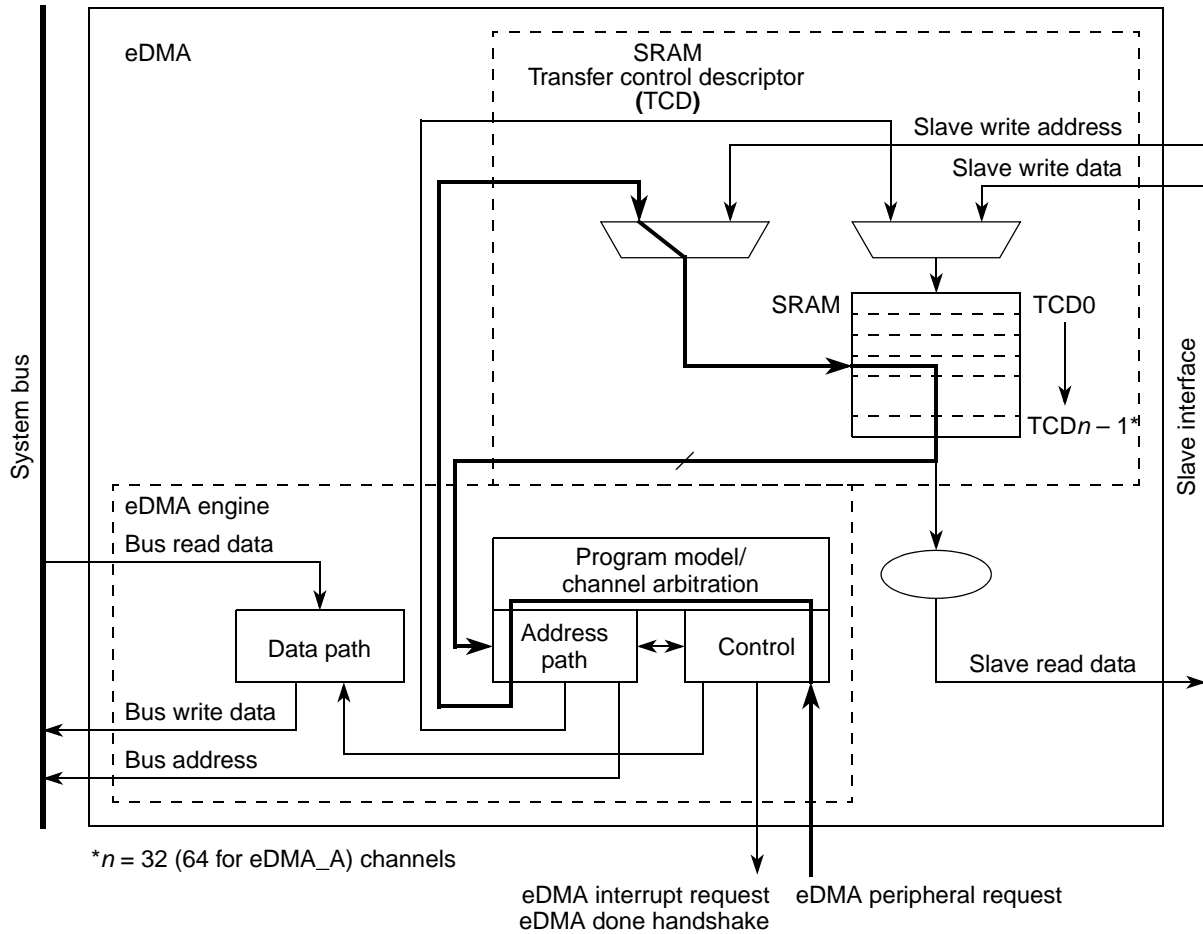 eDMA
SRAM
Transfer control descriptor
(TCD)
Slave write address
Slave write data
SRAM
TCD0
TCDn – 1*
System bus
Slave interface
eDMA engine
Bus read data
Program model/
channel arbitration
Data path
Address
path
Control
Slave read data
Bus write data
Bus address
*n = 32 (64 for eDMA_A) channels
eDMA interrupt request
eDMA done handshake
eDMA peripheral request